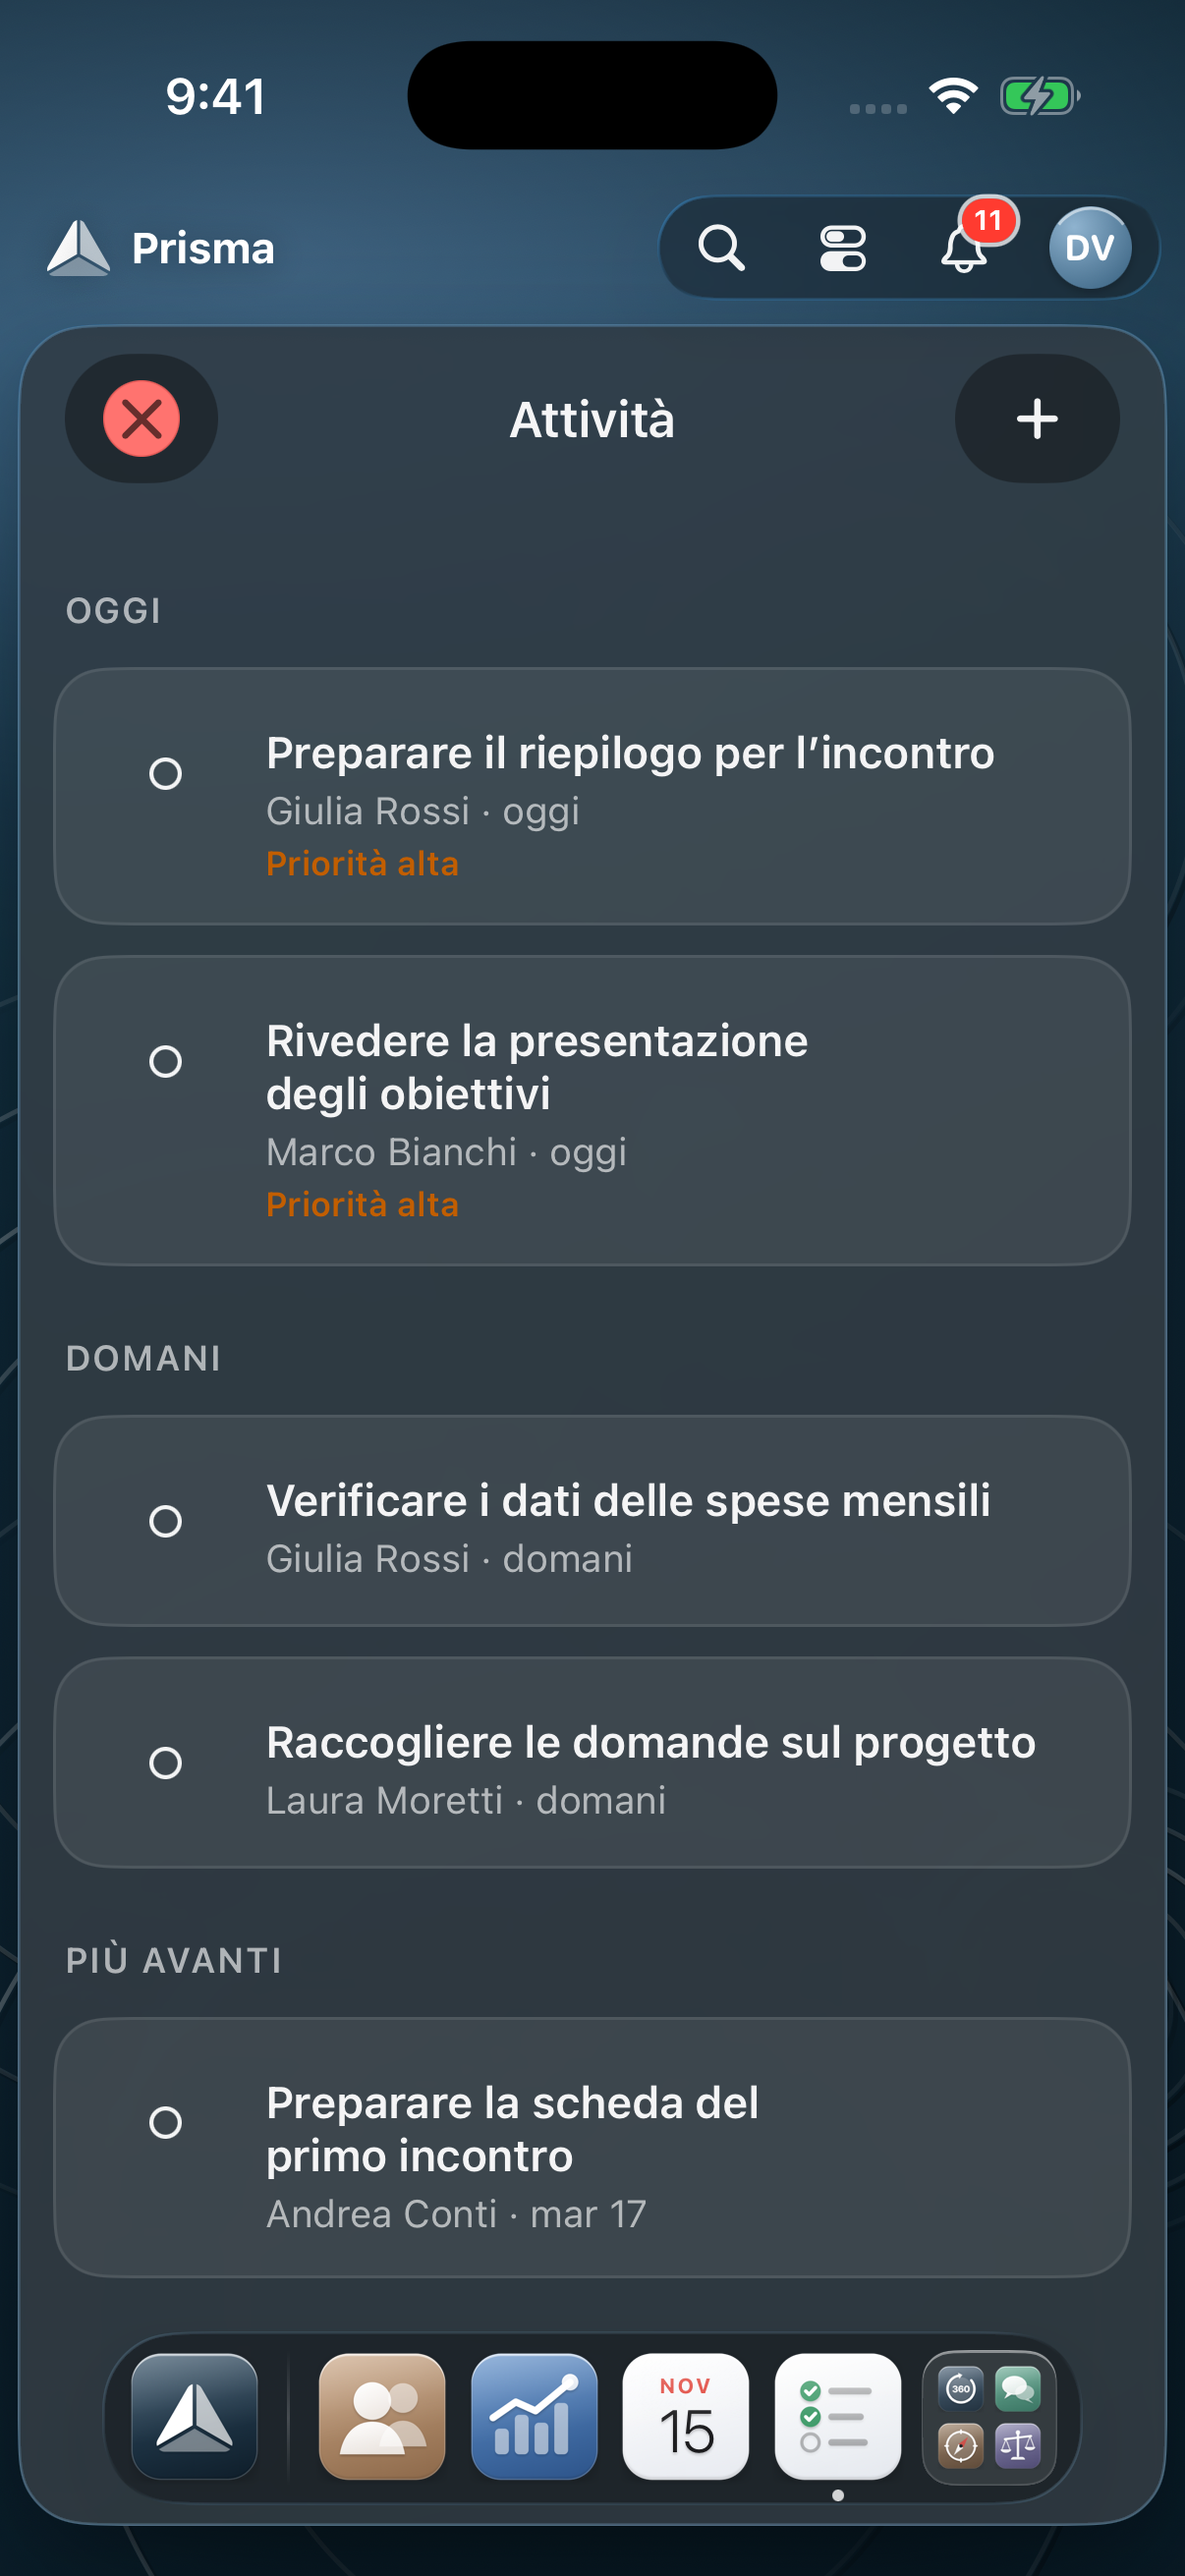 9:41
Prisma
11
DV
Attività
OGGI
Preparare il riepilogo per l’incontro
Giulia Rossi · oggi
Priorità alta
Rivedere la presentazione
degli obiettivi
Marco Bianchi · oggi
Priorità alta
DOMANI
Verificare i dati delle spese mensili
Giulia Rossi · domani
Raccogliere le domande sul progetto
Laura Moretti · domani
PIÙ AVANTI
Preparare la scheda del
primo incontro
Andrea Conti · mar 17
NOV
15
360